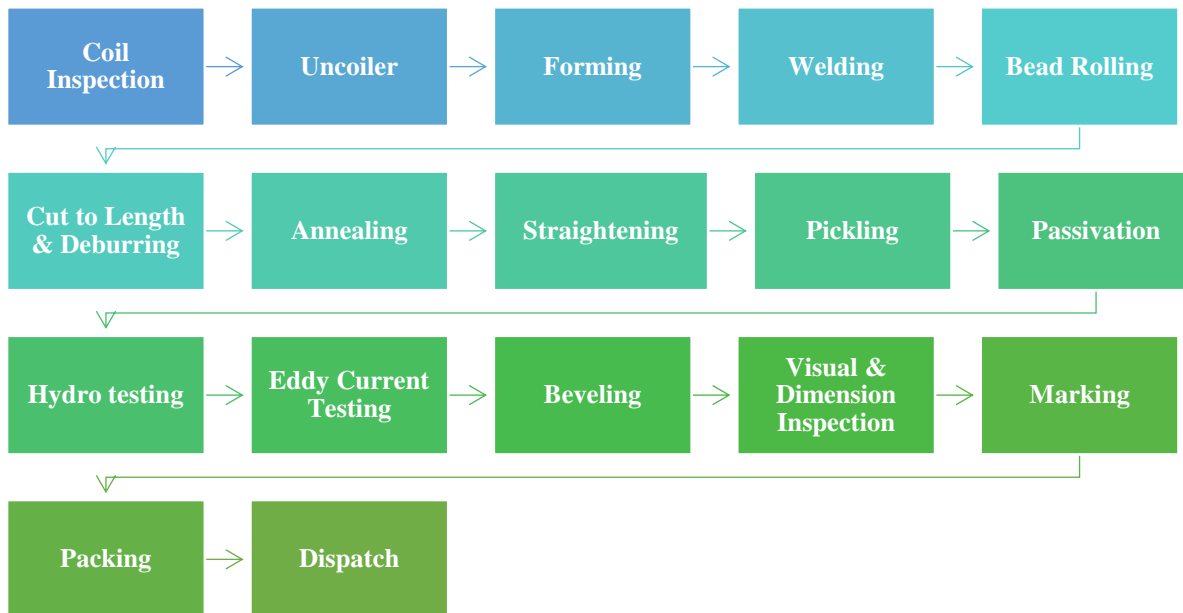 Coil
Inspection
Uncoiler
Forming
Welding
Bead Rolling
Cut to Length
& Deburring
Annealing
Straightening
Pickling
Passivation
Hydro testing
Eddy Current
Testing
Beveling
Visual &
Dimension
Inspection
Marking
Packing
Dispatch